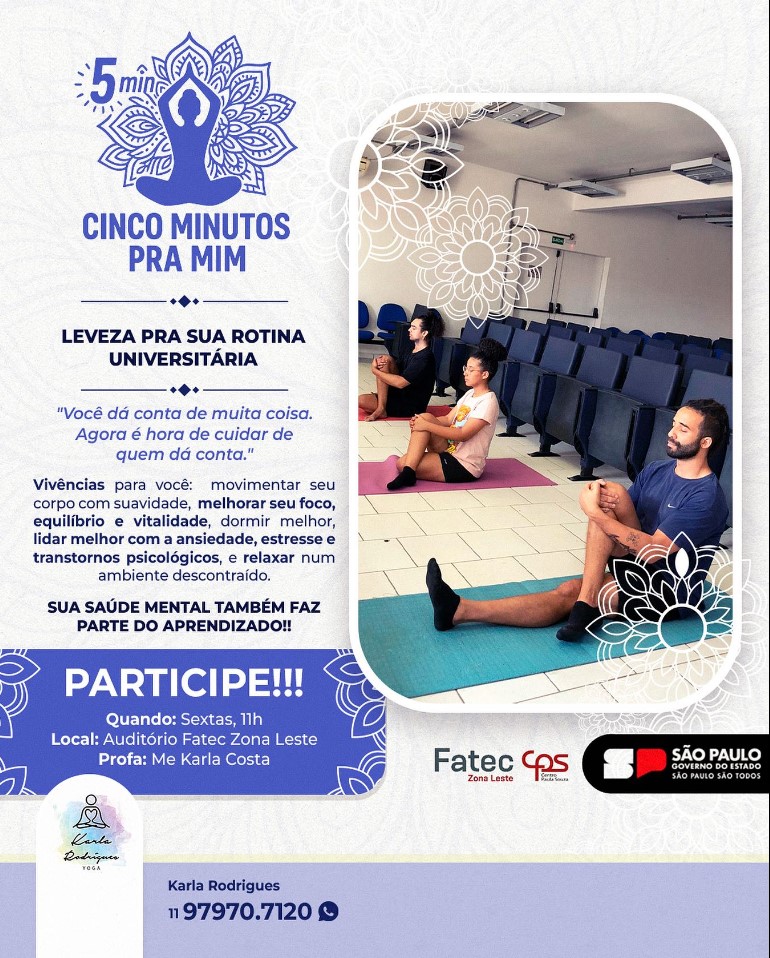 5 min
CINCO MINUTOS
PRA MIM
LEVEZA PRA SUA ROTINA
UNIVERSITÁRIA
"Você dá conta de muita coisa.
Agora é hora de cuidar de
quem dá conta."
Vivências para você: movimentar seu
corpo com suavidade, melhorar seu foco,
equilíbrio e vitalidade, dormir melhor,
lidar melhor com a ansiedade, estresse e
transtornos psicológicos, e relaxar num
ambiente descontraído.
SUA SAÚDE MENTAL TAMBÉM FAZ
PARTE DO APRENDIZADO!!
PARTICIPE!!!
Quando: Sextas, 11h
Local: Auditório Fatec Zona Leste
Profa: Me Karla Costa
Fatec
Zona Leste
cps
Centro
Paula Souza
SP
SÃO PAULO
GOVERNO DO ESTADO
SÃO PAULO SÃO TODOS
Karla
Rodrigues
YOGA
Karla Rodrigues
11 97970.7120